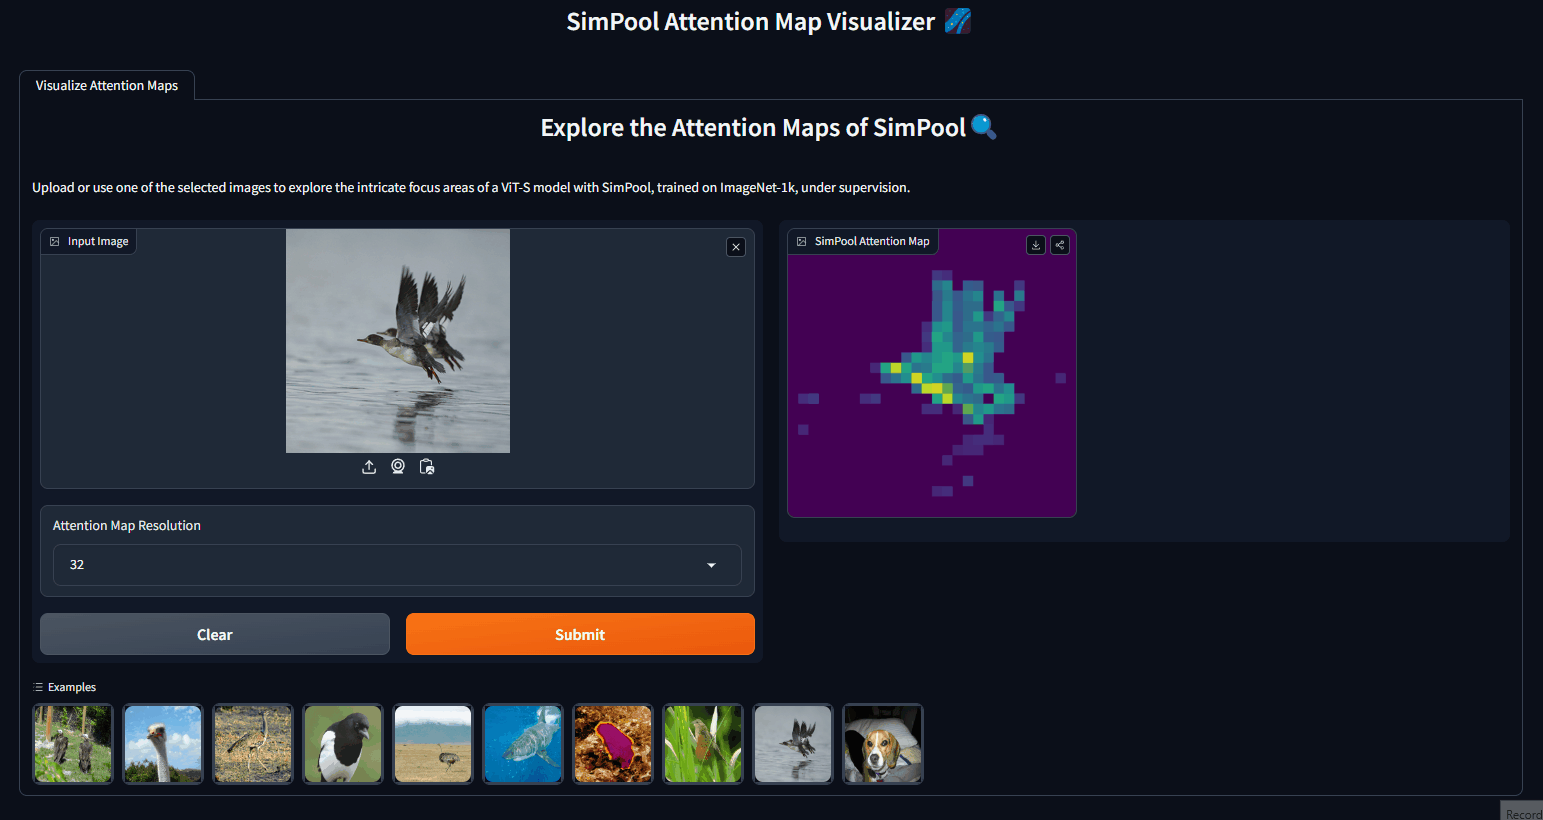 SimPool Attention Map Visualizer
Visualize Attention Maps
Explore the Attention Maps of SimPool
Upload or use one of the selected images to explore the intricate focus areas of a ViT-S model with SimPool, trained on ImageNet-1k, under supervision.
Input Image
SimPool Attention Map
Attention Map Resolution
32
Clear
Submit
Examples
Record